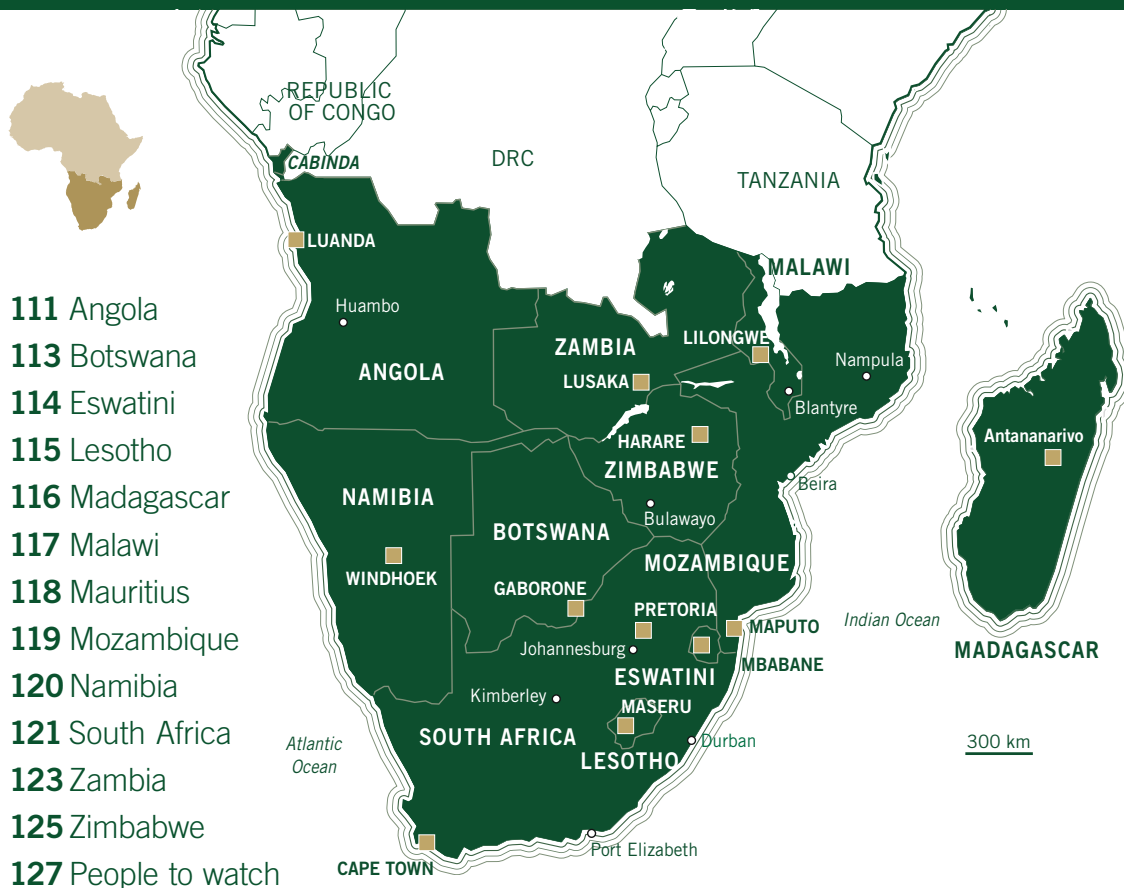 REPUBLIC
OF CONGO
CABINDA
DRC
TANZANIA
LUANDA
MALAWI
111 Angola
113 Botswana
114 Eswatini
115 Lesotho
116 Madagascar
117 Malawi
118 Mauritius
119 Mozambique
120 Namibia
121 South Africa
123 Zambia
125 Zimbabwe
127 People to watch
Huambo
ANGOLA
ZAMBIA
LUSAKA
LILONGWE
Nampula
Blantyre
HARARE
ZIMBABWE
Antananarivo
Beira
NAMIBIA
Bulawayo
BOTSWANA
MOZAMBIQUE
WINDHOEK
GABORONE
PRETORIA
Indian Ocean
MAPUTO
Johannesburg
MBABANE
MADAGASCAR
ESWATINI
Kimberley
MASERU
SOUTH AFRICA
Atlantic
Ocean
Durban
300 km
LESOTHO
Port Elizabeth
CAPE TOWN